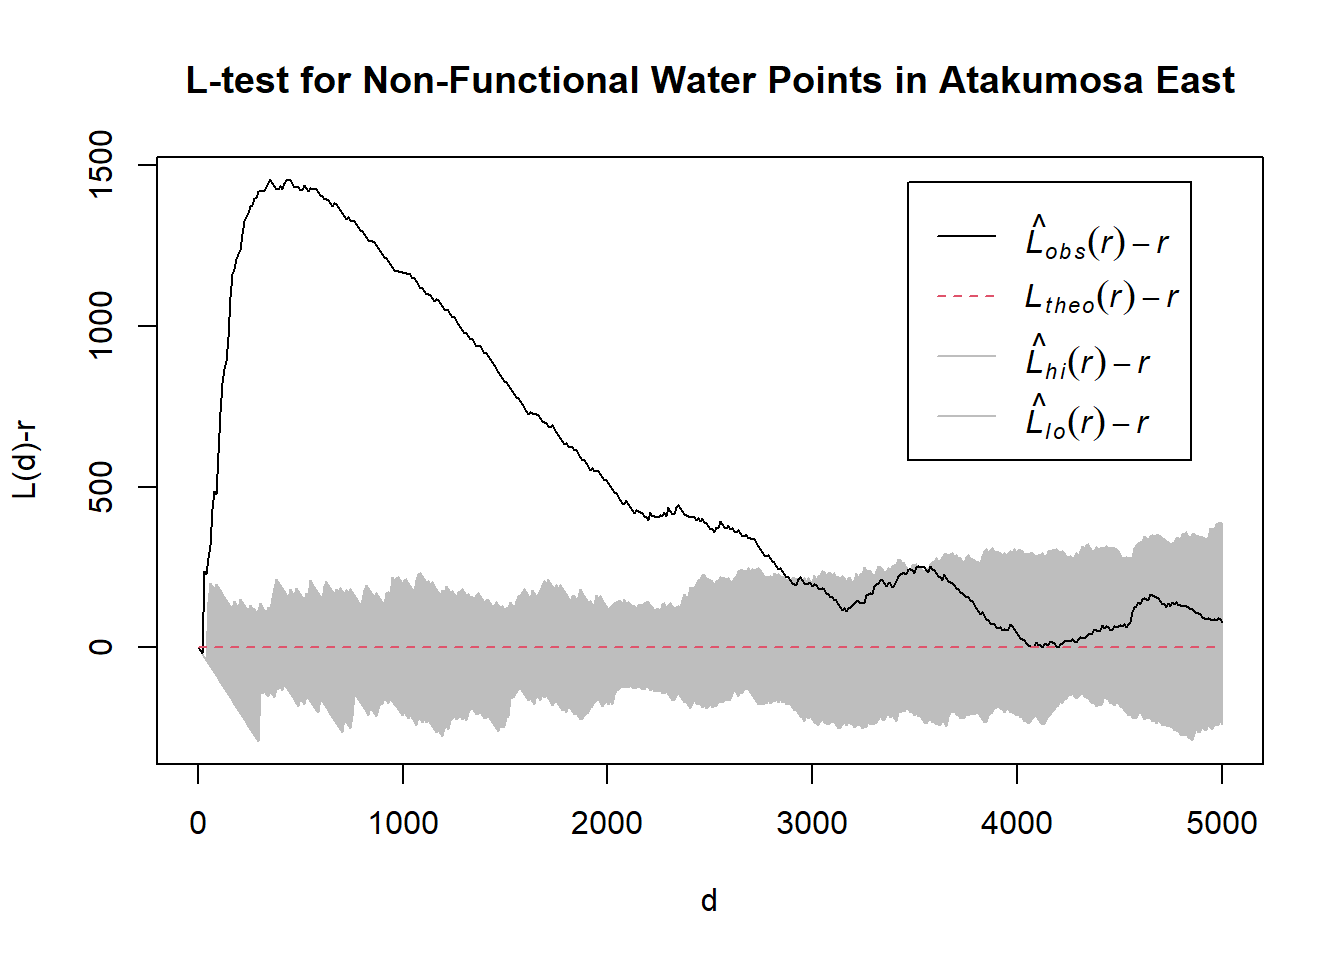 L-test for Non-Functional Water Points in Atakumosa East
L(d)-r
1500
1000
500
0
L̂obs(r) − r
Ltheo(r) − r
L̂hi(r) − r
L̂lo(r) − r
0 1000 2000 3000 4000 5000
d